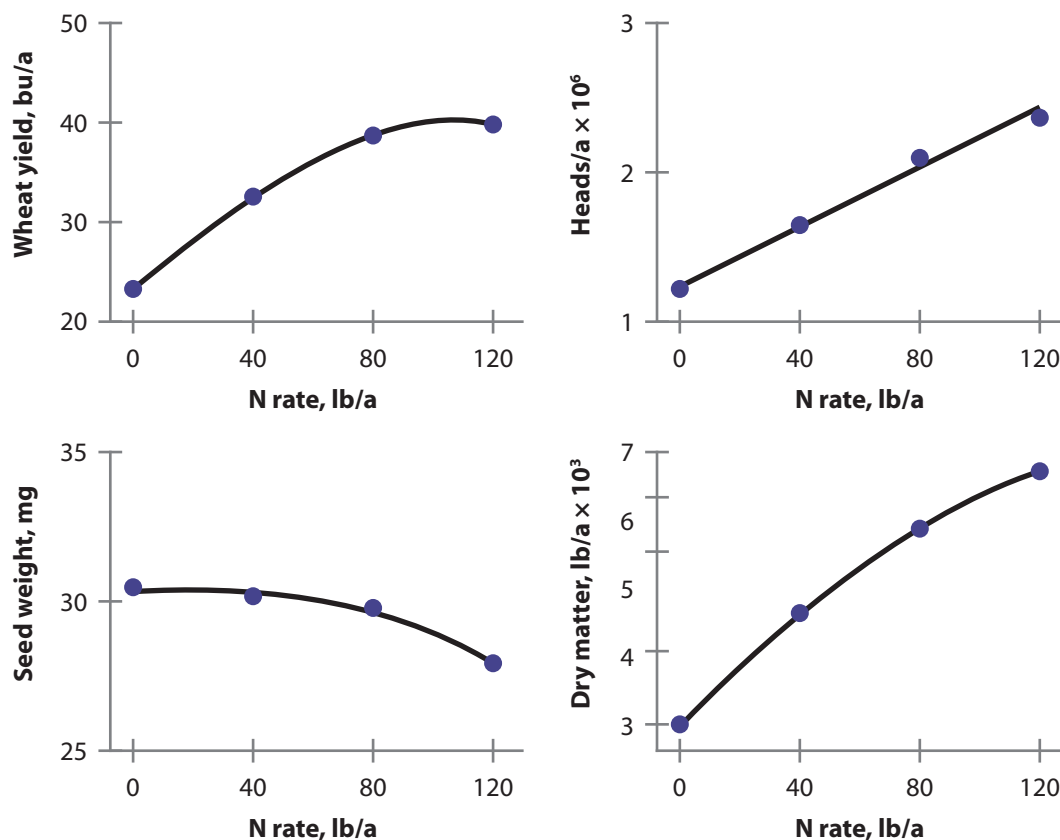 Wheat yield, bu/a
50
40
30
20
0 40 80 120
N rate, lb/a
Heads/a × 10⁶
3
2
1
0 40 80 120
N rate, lb/a
Seed weight, mg
35
30
25
0 40 80 120
N rate, lb/a
Dry matter, lb/a × 10³
7
6
5
4
3
0 40 80 120
N rate, lb/a